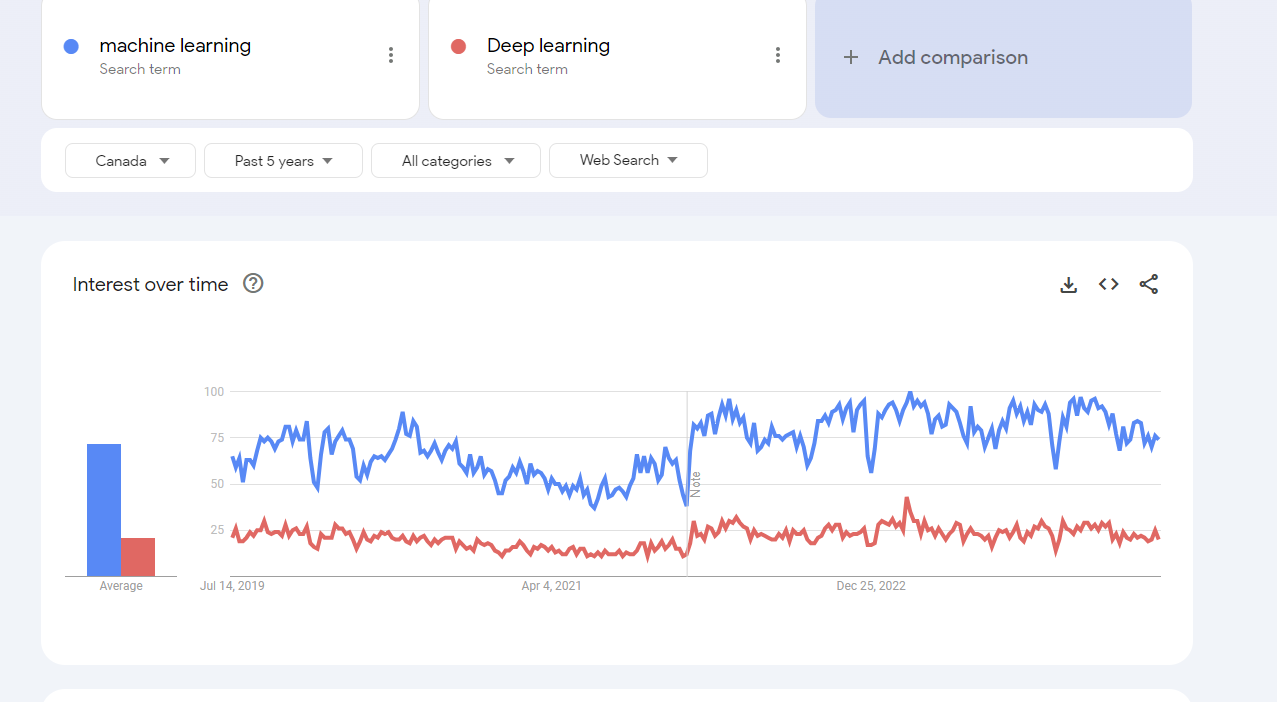 machine learning
Search term
Deep learning
Search term
+ Add comparison
Canada
Past 5 years
All categories
Web Search
Interest over time
100
75
50
25
Note
Average
Jul 14, 2019
Apr 4, 2021
Dec 25, 2022